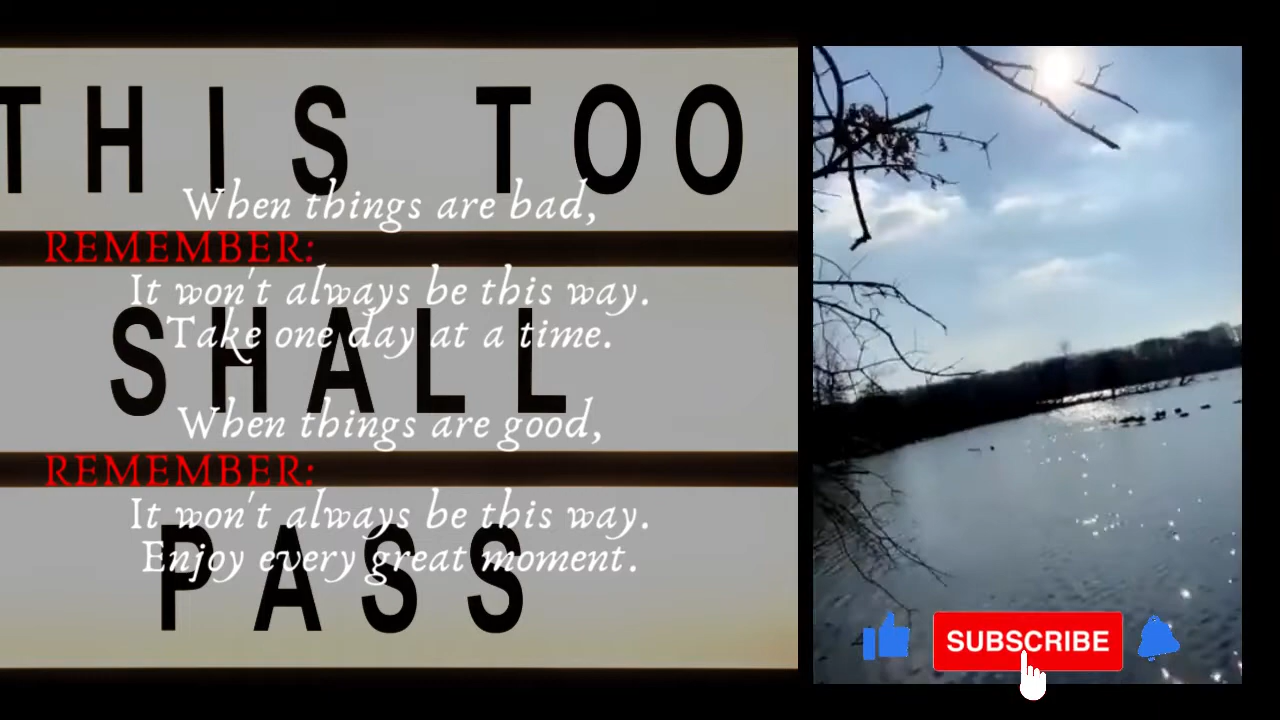 THIS TOO
When things are bad,
REMEMBER:
It won't always be this way.
SHALL
Take one day at a time.
When things are good,
REMEMBER:
It won't always be this way.
PASS
Enjoy every great moment.
SUBSCRIBE